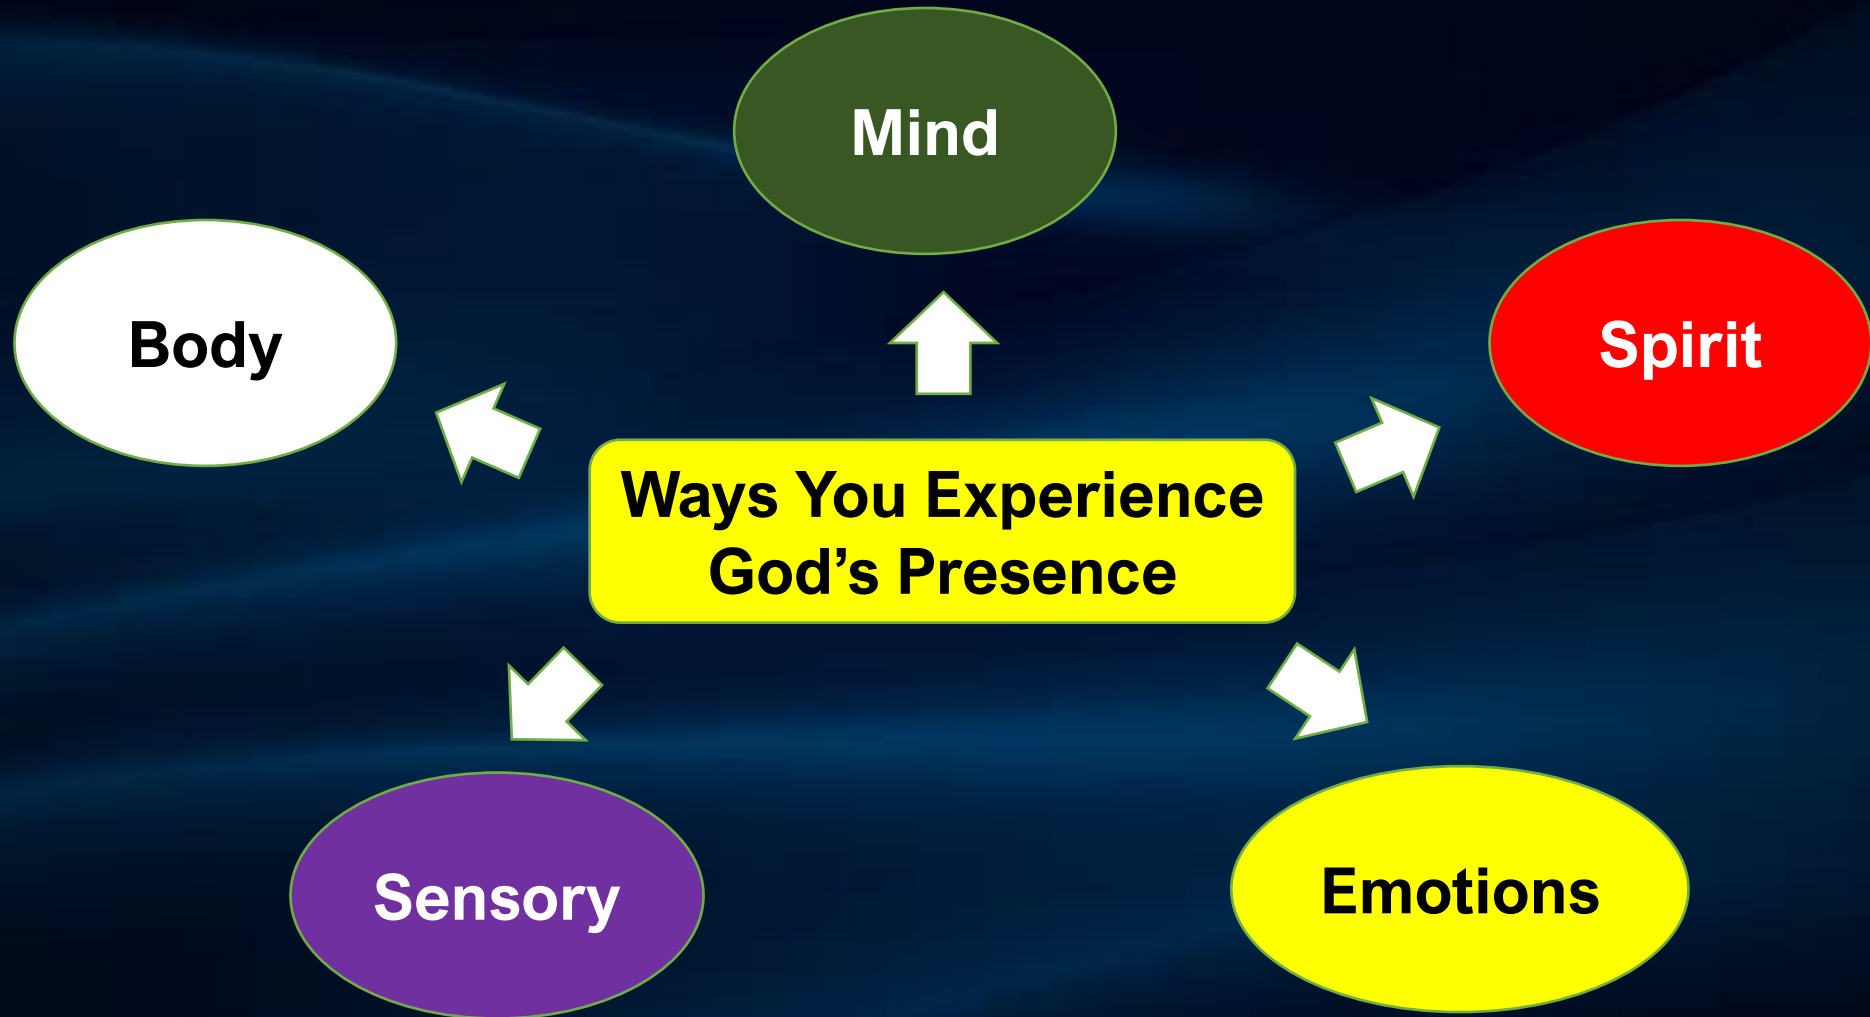 Mind
Body
Spirit
Ways You Experience
God’s Presence
Sensory
Emotions